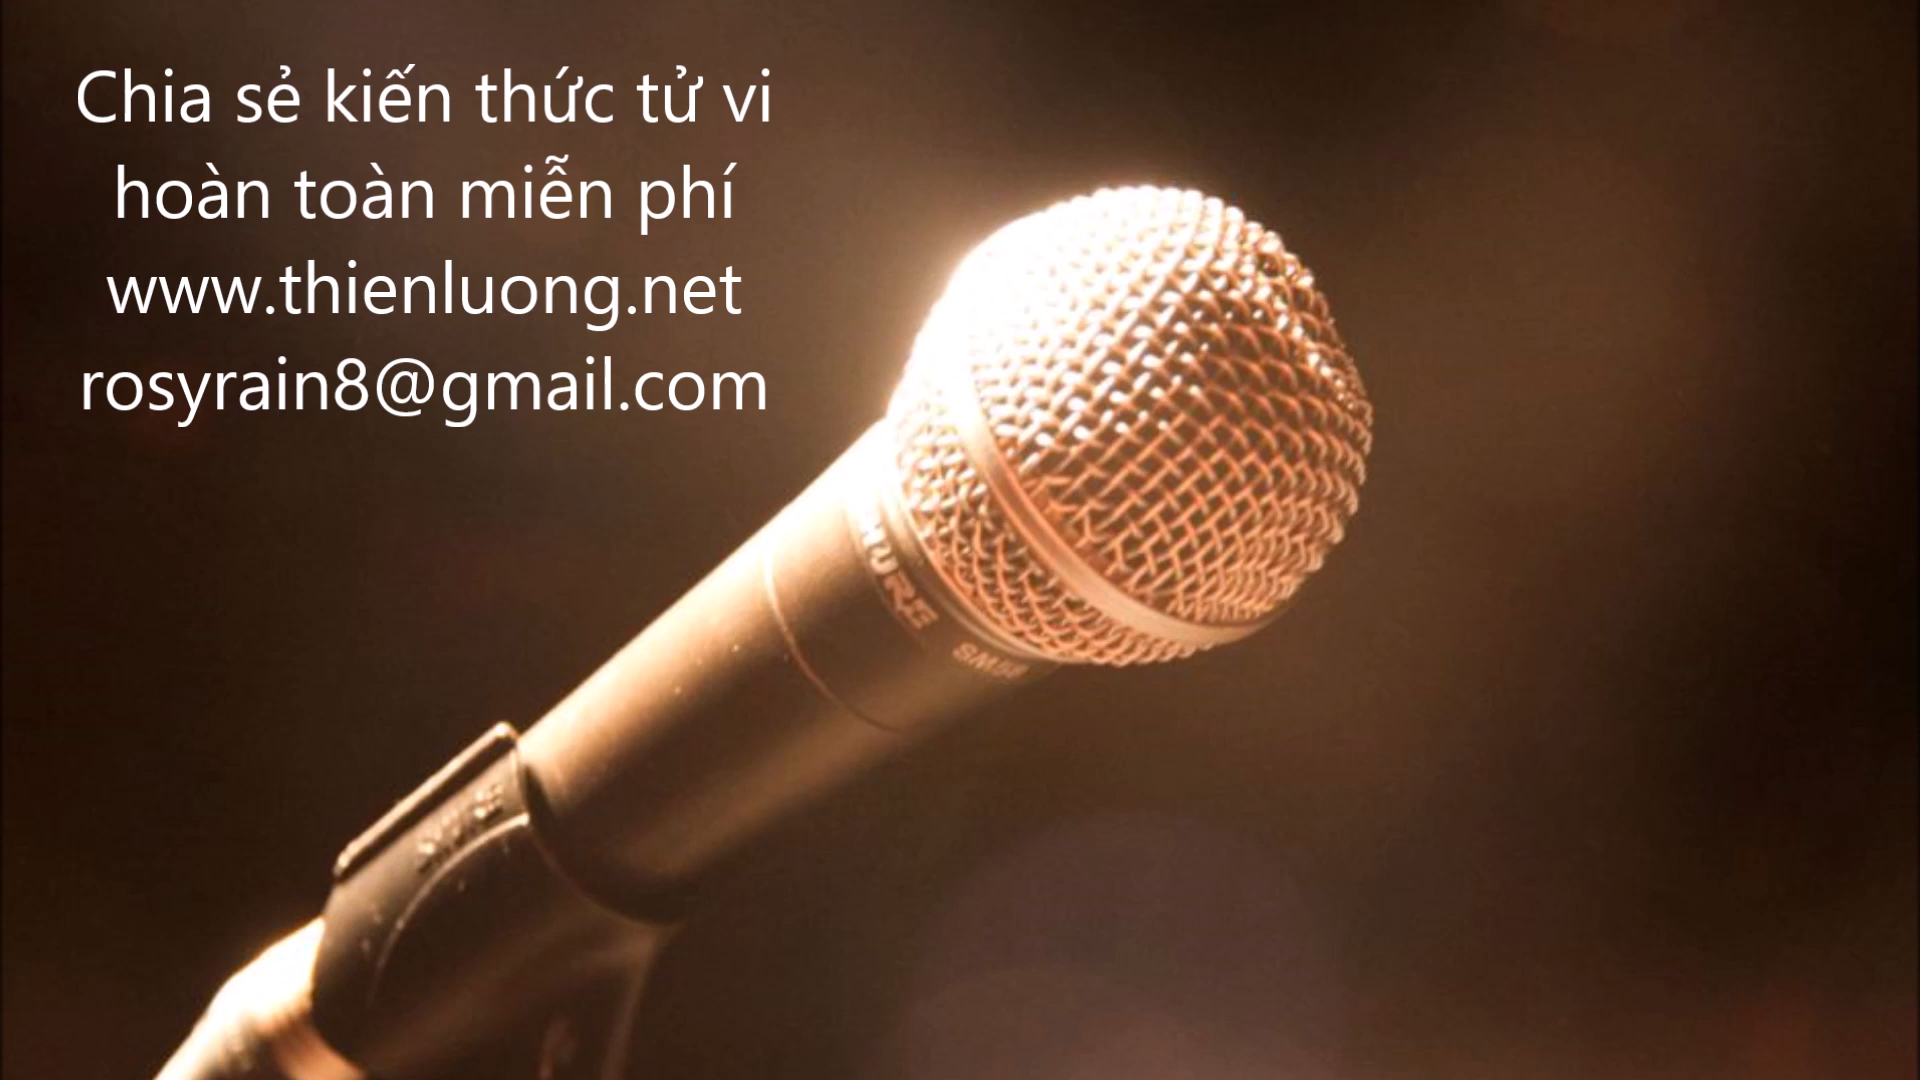 Chia sẻ kiến thức tử vi
hoàn toàn miễn phí
www.thienluong.net
rosyrain8@gmail.com